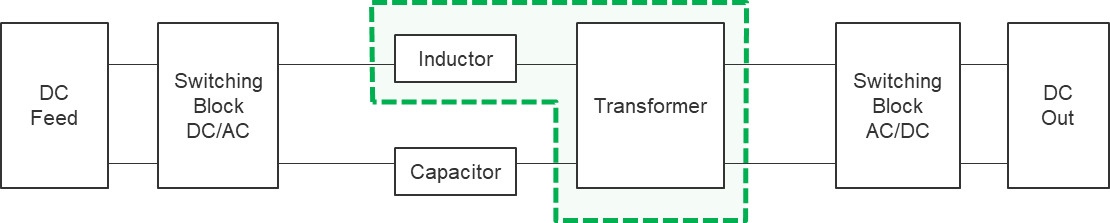 DC
Feed
Switching
Block
DC/AC
Inductor
Capacitor
Transformer
Switching
Block
AC/DC
DC
Out